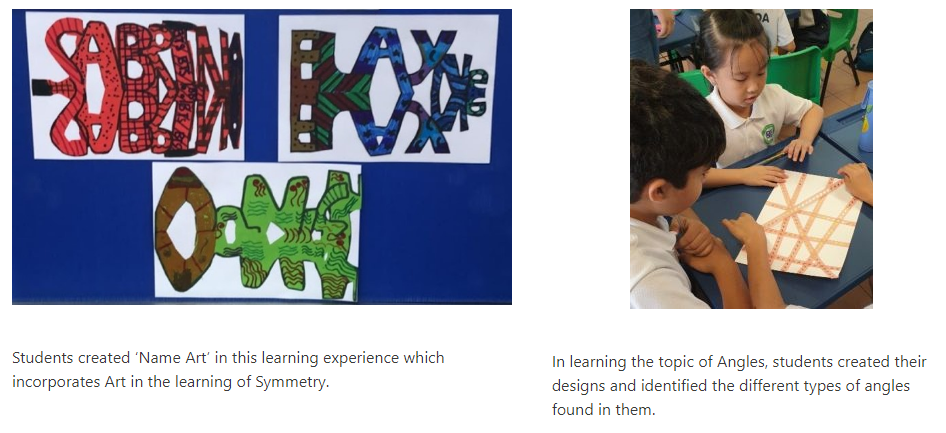 DA
Students created ‘Name Art’ in this learning experience which
incorporates Art in the learning of Symmetry.
In learning the topic of Angles, students created their
designs and identified the different types of angles
found in them.